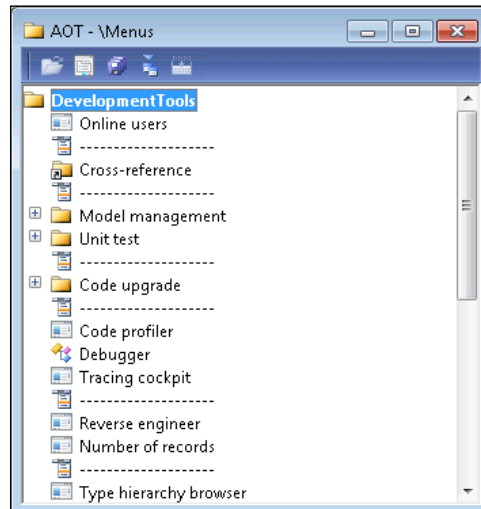 AOT - \Menus
DevelopmentTools
Online users
-------------------
Cross-reference
-------------------
Model management
Unit test
-------------------
Code upgrade
-------------------
Code profiler
Debugger
Tracing cockpit
-------------------
Reverse engineer
Number of records
-------------------
Type hierarchy browser